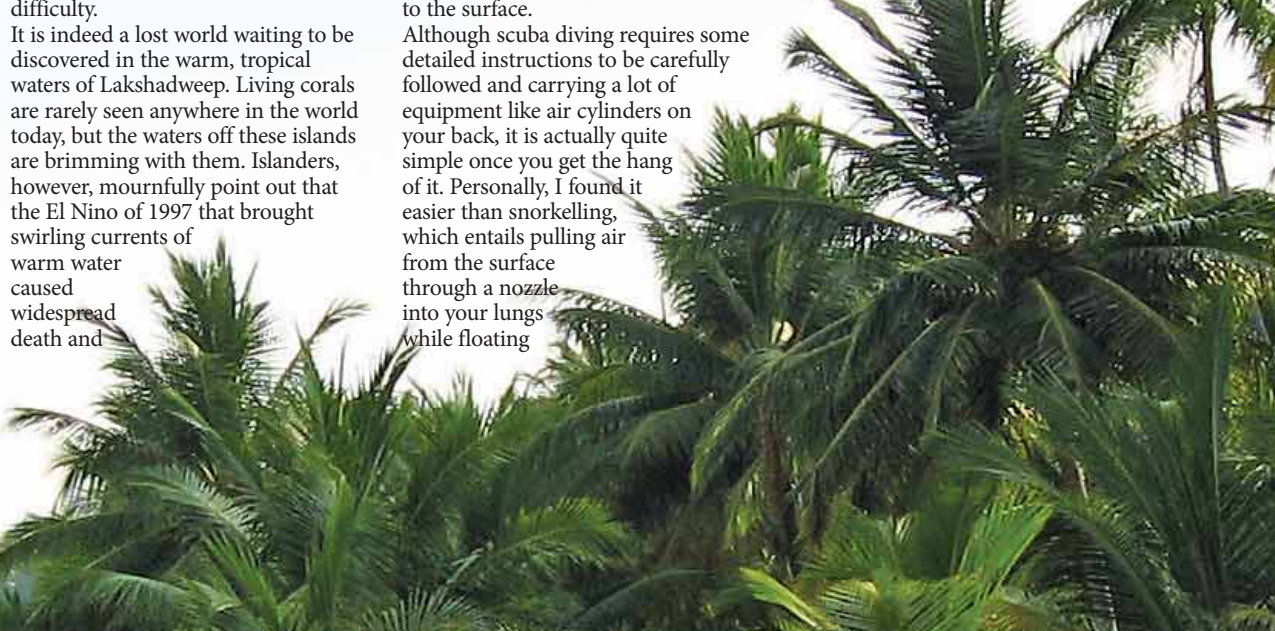 difficulty.
It is indeed a lost world waiting to be
discovered in the warm, tropical
waters of Lakshadweep. Living corals
are rarely seen anywhere in the world
today, but the waters off these islands
are brimming with them. Islanders,
however, mournfully point out that
the El Nino of 1997 that brought
swirling currents of
warm water
caused
widespread
death and
to the surface.
Although scuba diving requires some
detailed instructions to be carefully
followed and carrying a lot of
equipment like air cylinders on
your back, it is actually quite
simple once you get the hang
of it. Personally, I found it
easier than snorkelling,
which entails pulling air
from the surface
through a nozzle
into your lungs
while floating